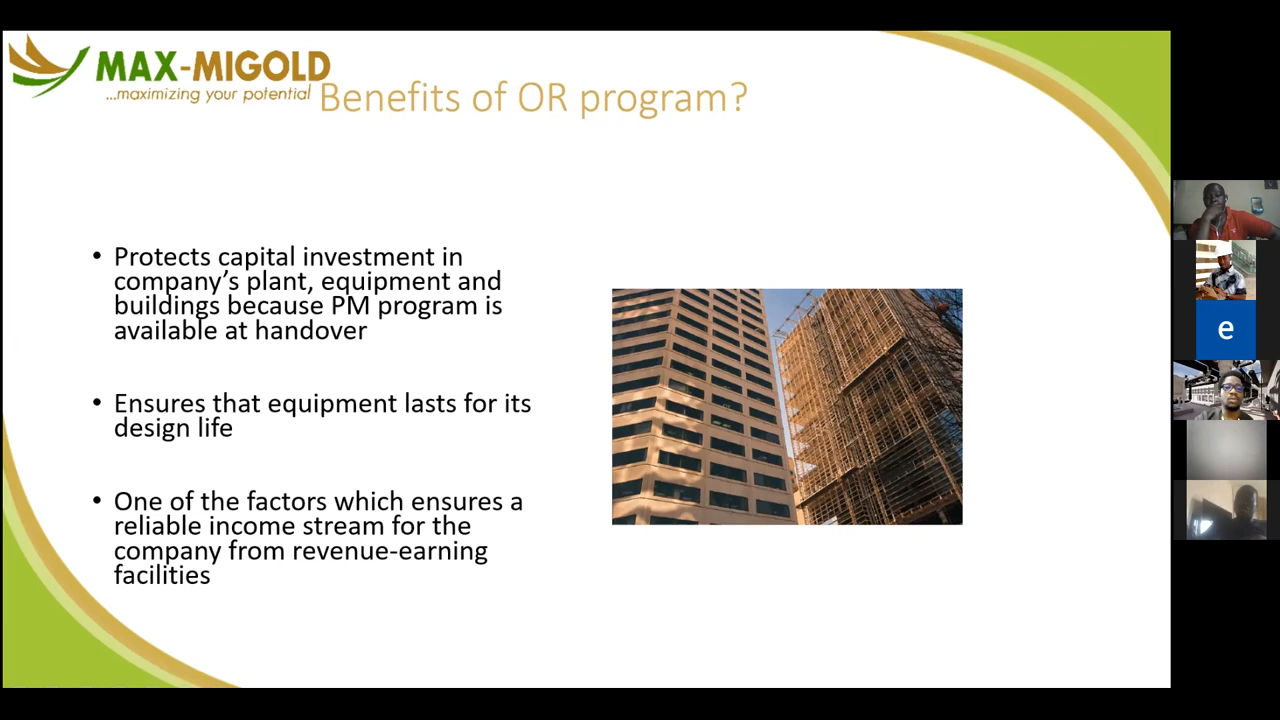 MAX-MIGOLD
...maximizing your potential
Benefits of OR program?
• Protects capital investment in
company’s plant, equipment and
buildings because PM program is
available at handover
• Ensures that equipment lasts for its
design life
• One of the factors which ensures a
reliable income stream for the
company from revenue-earning
facilities
e